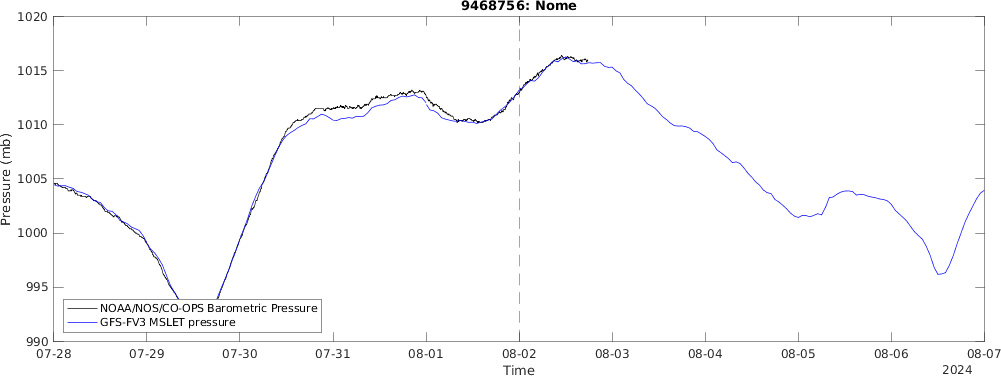 9468756: Nome
1020
1015
1010
1005
1000
995
990
Pressure (mb)
NOAA/NOS/CO-OPS Barometric Pressure
GFS-FV3 MSLET pressure
07-28 07-29 07-30 07-31 08-01 08-02 08-03 08-04 08-05 08-06 08-07
Time
2024